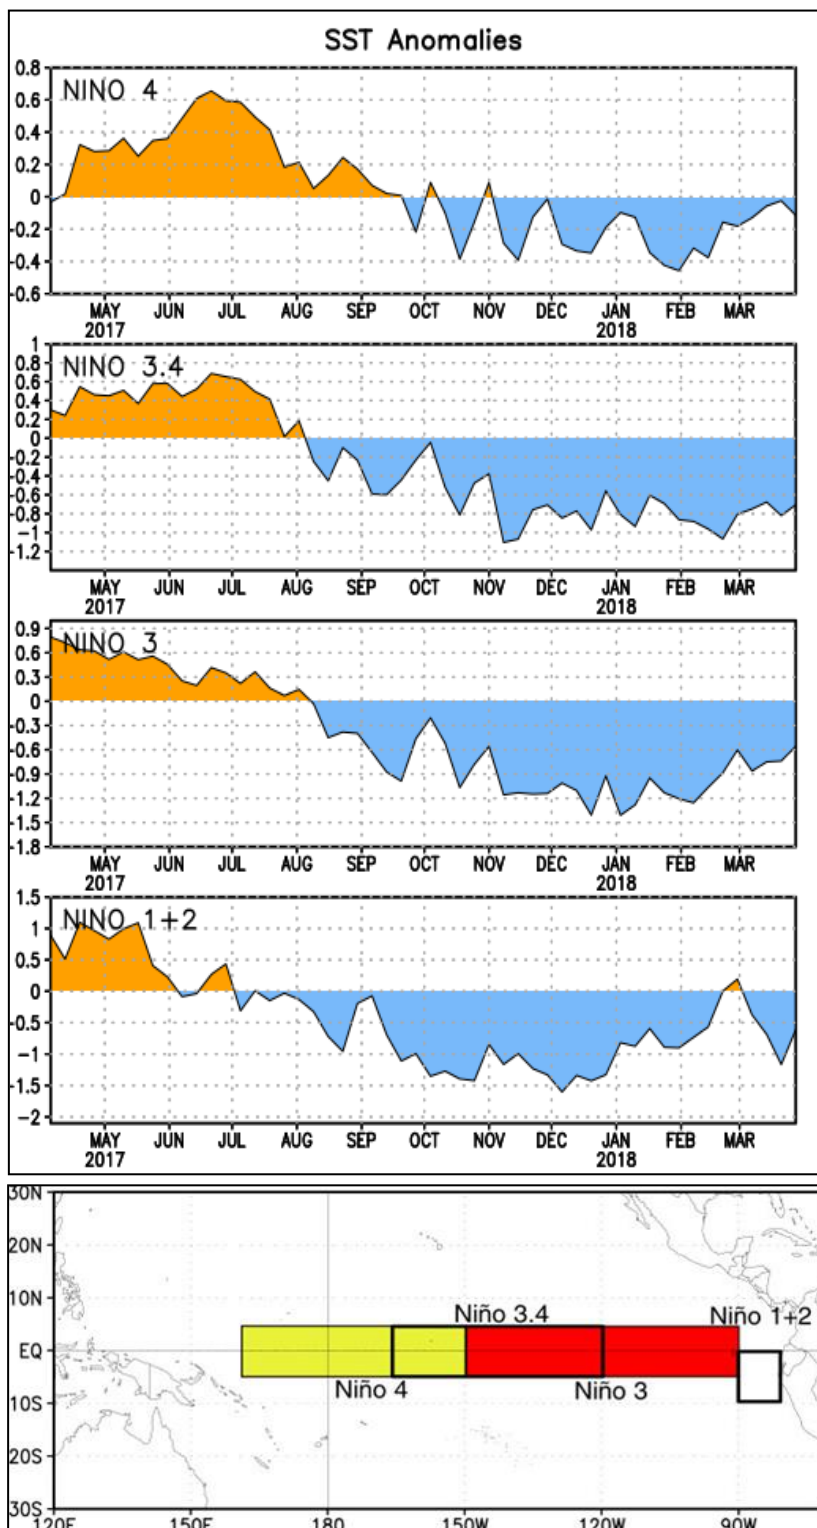 SST Anomalies
NINO 4
0.8
0.6
0.4
0.2
0
-0.2
-0.4
-0.6
MAY JUN JUL AUG SEP OCT NOV DEC JAN FEB MAR
2017 2018
NINO 3.4
1
0.8
0.6
0.4
0.2
0
-0.2
-0.4
-0.6
-0.8
-1
-1.2
MAY JUN JUL AUG SEP OCT NOV DEC JAN FEB MAR
2017 2018
NINO 3
0.9
0.6
0.3
0
-0.3
-0.6
-0.9
-1.2
-1.5
-1.8
MAY JUN JUL AUG SEP OCT NOV DEC JAN FEB MAR
2017 2018
NINO 1+2
1.5
1
0.5
0
-0.5
-1
-1.5
-2
MAY JUN JUL AUG SEP OCT NOV DEC JAN FEB MAR
2017 2018
30N
20N
10N
EQ
10S
20S
30S
Niño 3.4 Niño 1+2
Niño 4 Niño 3
120E 150E 180 150W 120W 90W